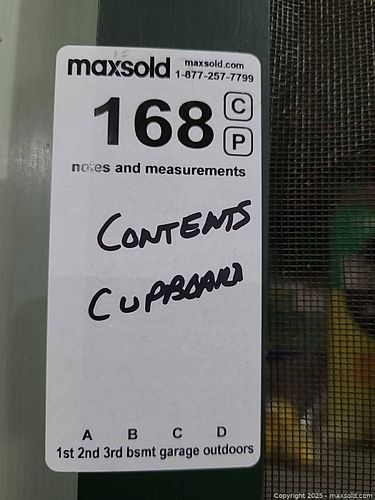 maxsold maxsold.com
1-877-257-7799
168 C
P
notes and measurements
CONTENTS
CUPBOARD
A B C D
1st 2nd 3rd bsmt garage outdoors
Copyright 2025 - maxsold.com